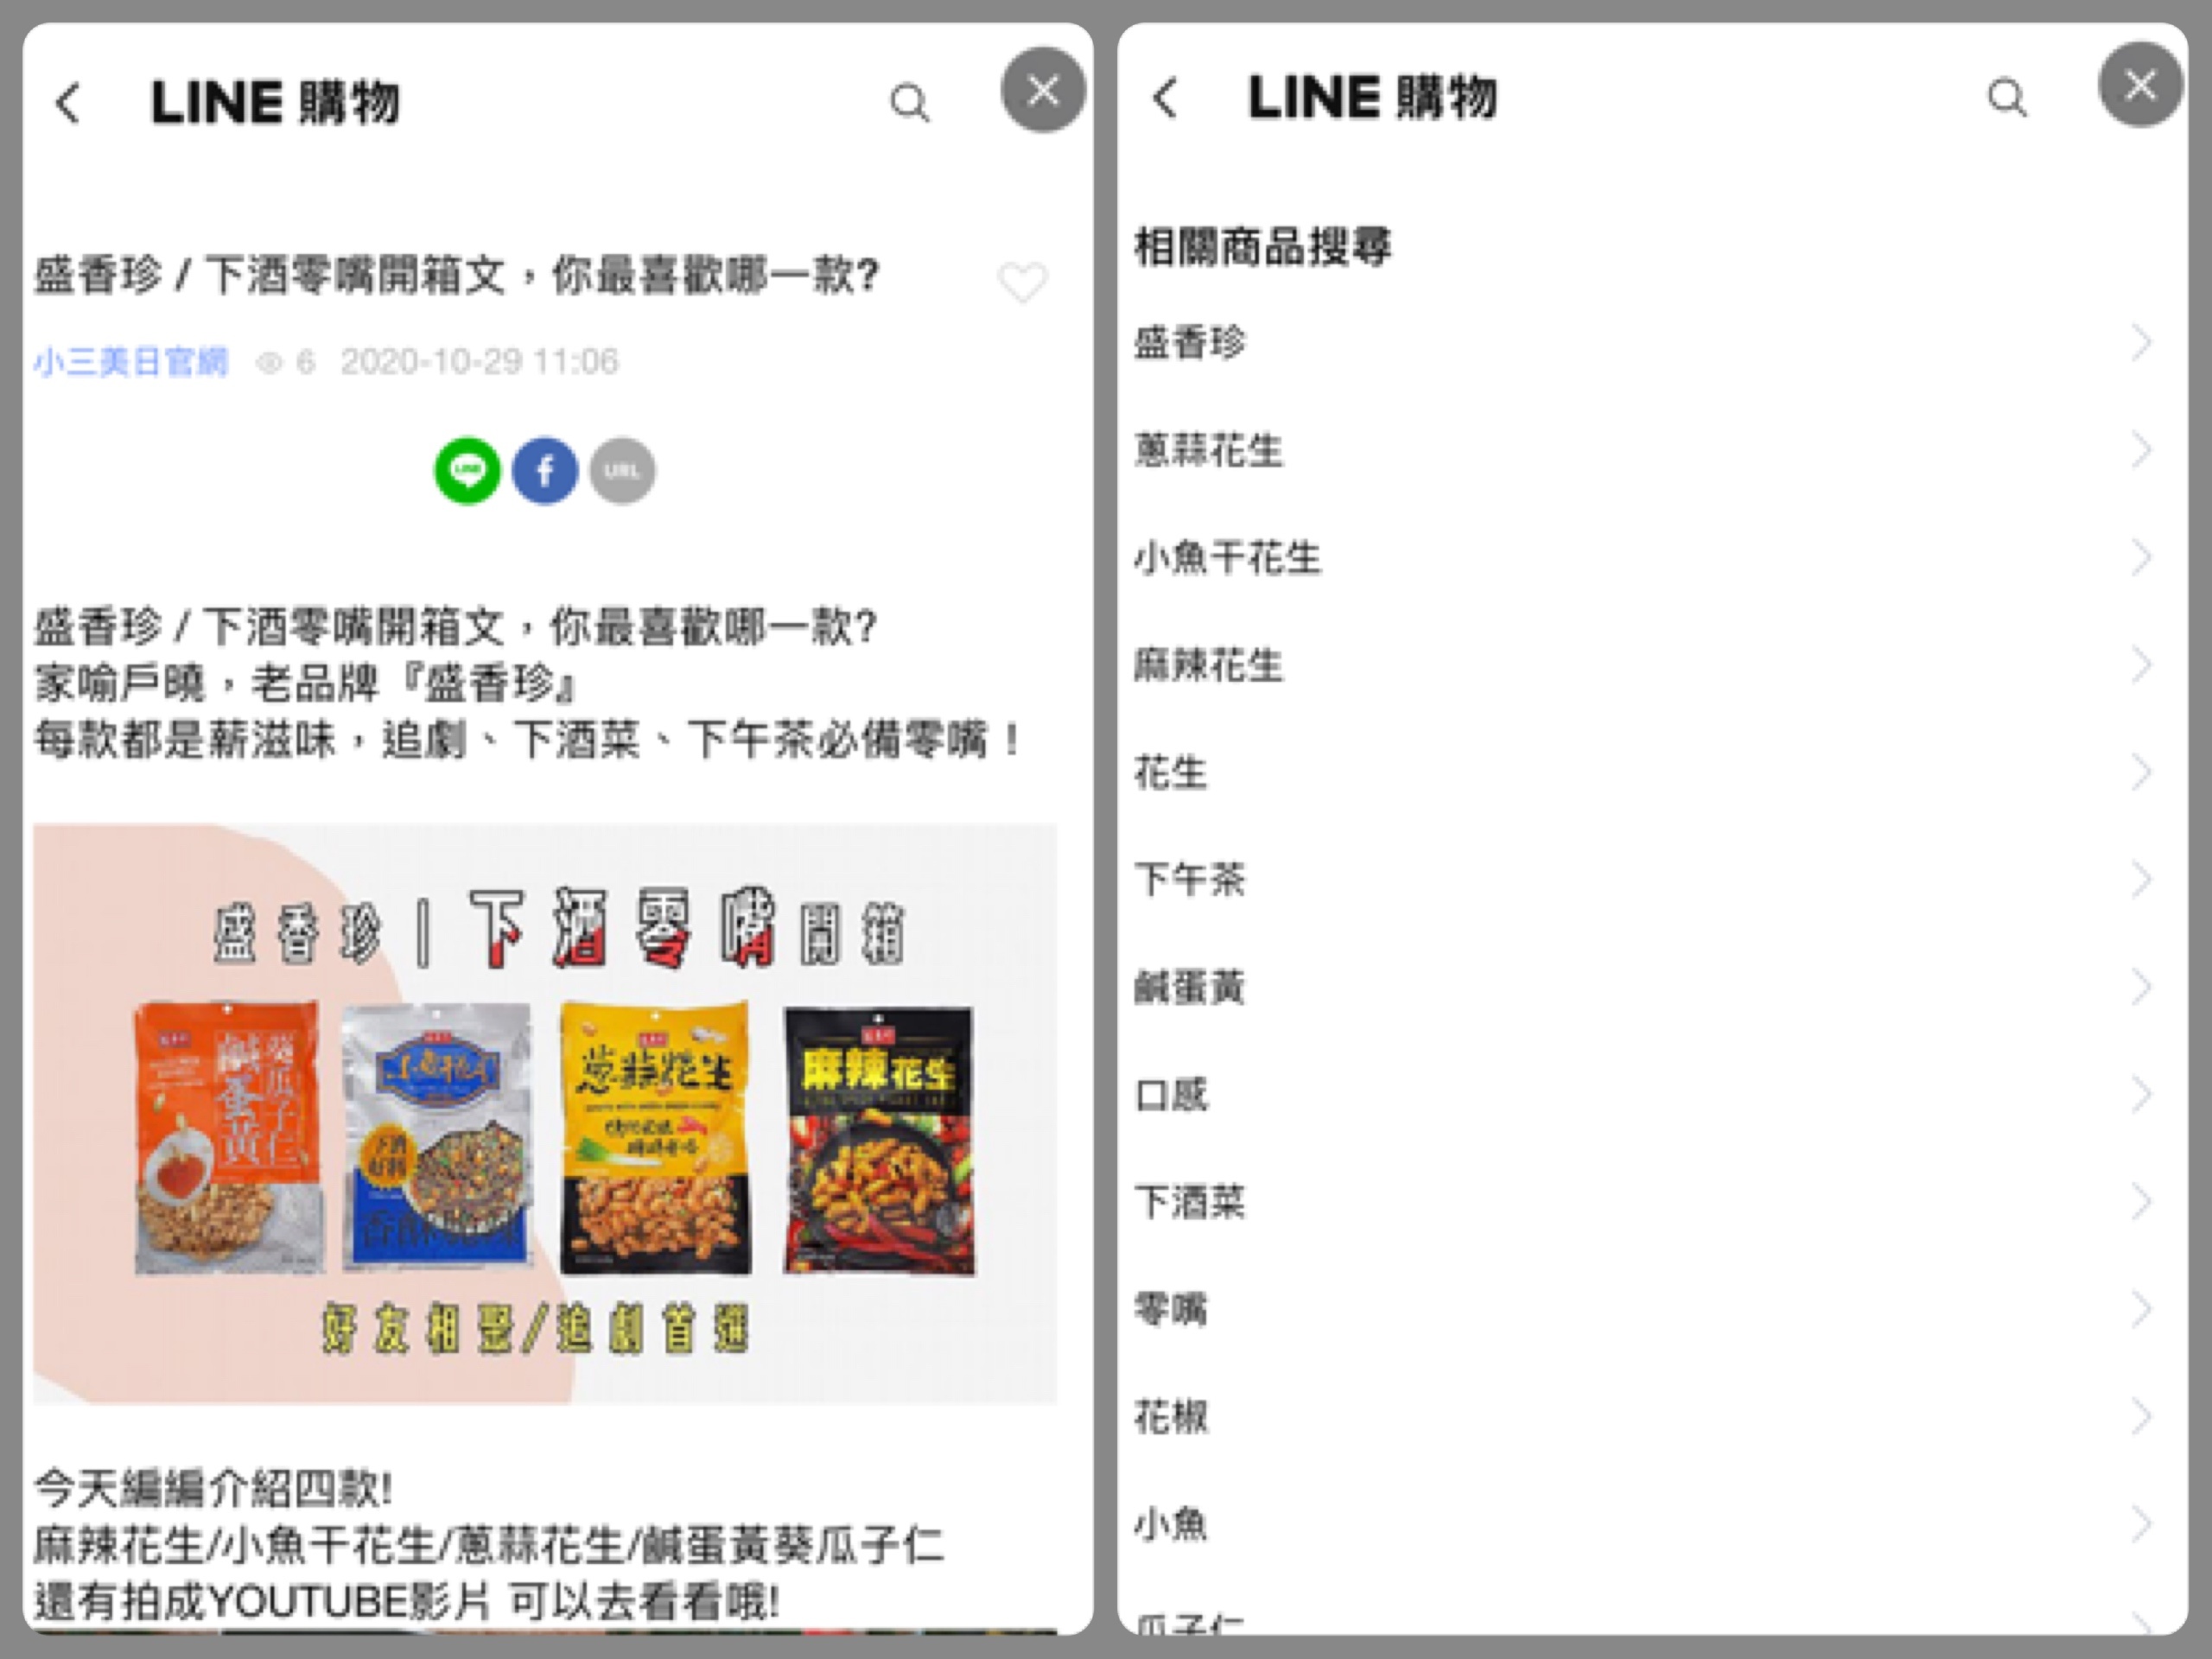 LINE 購物
盛香珍 / 下酒零嘴開箱文，你最喜歡哪一款?
小三美日官網 6 2020-10-29 11:06
LINE f URL
盛香珍 / 下酒零嘴開箱文，你最喜歡哪一款?
家喻戶曉，老品牌『盛香珍』
每款都是薪滋味，追劇、下酒菜、下午茶必備零嘴！
盛香珍｜下酒零嘴開箱
鹹蛋黃 葵瓜子仁
下酒好料
香酥
蔥蒜花生
麻辣花生
好友相聚/追劇首選
今天編編介紹四款!
麻辣花生/小魚干花生/蔥蒜花生/鹹蛋黃葵瓜子仁
還有拍成YOUTUBE影片 可以去看看哦!
LINE 購物
相關商品搜尋
盛香珍
蔥蒜花生
小魚干花生
麻辣花生
花生
下午茶
鹹蛋黃
口感
下酒菜
零嘴
花椒
小魚
瓜子仁